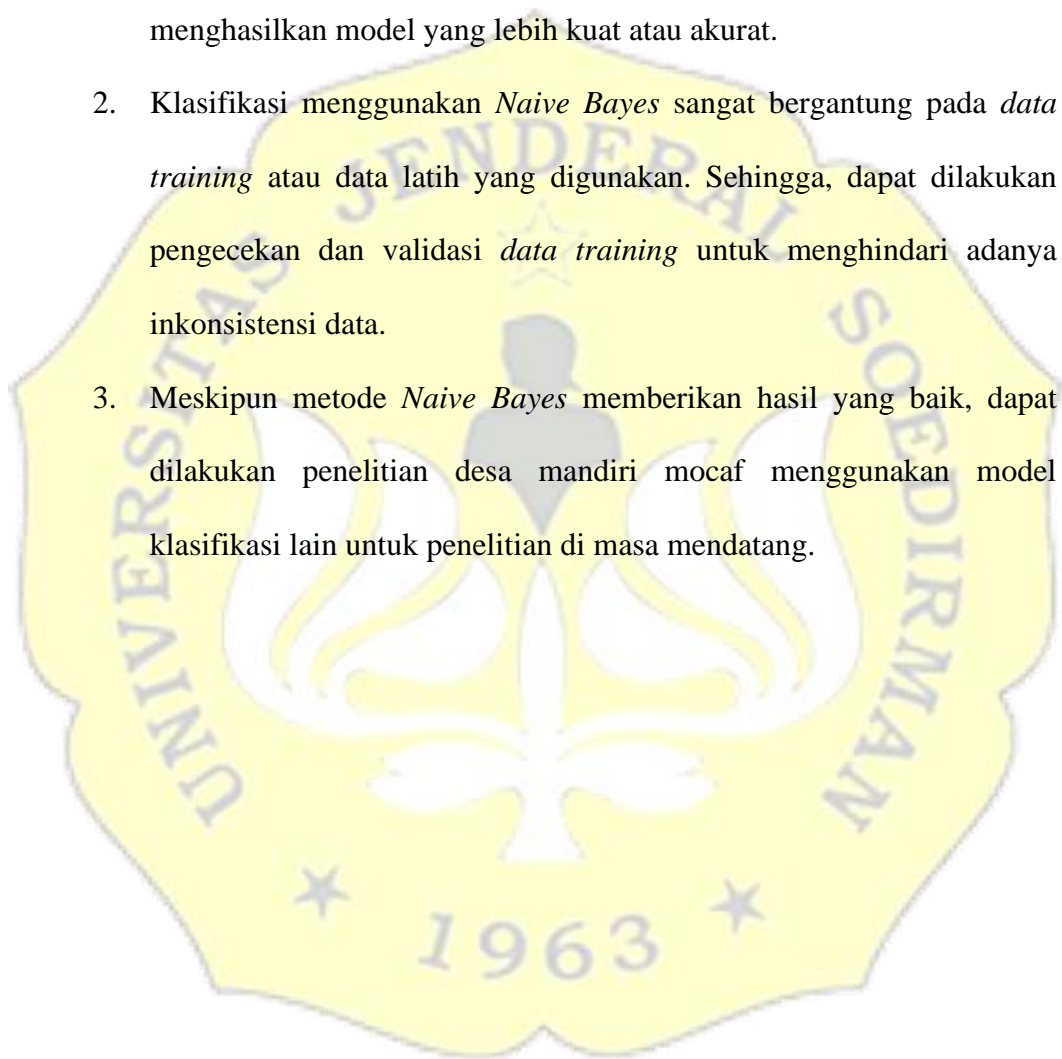 menghasilkan model yang lebih kuat atau akurat.
2. Klasifikasi menggunakan Naive Bayes sangat bergantung pada data
training atau data latih yang digunakan. Sehingga, dapat dilakukan
pengecekan dan validasi data training untuk menghindari adanya
inkonsistensi data.
3. Meskipun metode Naive Bayes memberikan hasil yang baik, dapat
dilakukan penelitian desa mandiri mocaf menggunakan model
klasifikasi lain untuk penelitian di masa mendatang.
UNIVERSITAS JENDERAL SOEDIRMAN
1963